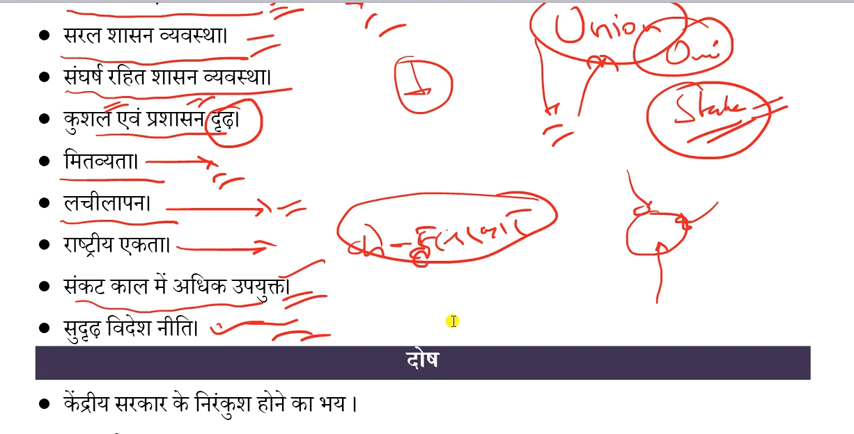 सरल शासन व्यवस्था।
संघर्ष रहित शासन व्यवस्था।
कुशल एवं प्रशासन दृढ़।
मितव्यता।
लचीलापन।
राष्ट्रीय एकता।
संकट काल में अधिक उपयुक्त।
सुदृढ़ विदेश नीति।
Union
Uni
State
दोष
केंद्रीय सरकार के निरंकुश होने का भय ।